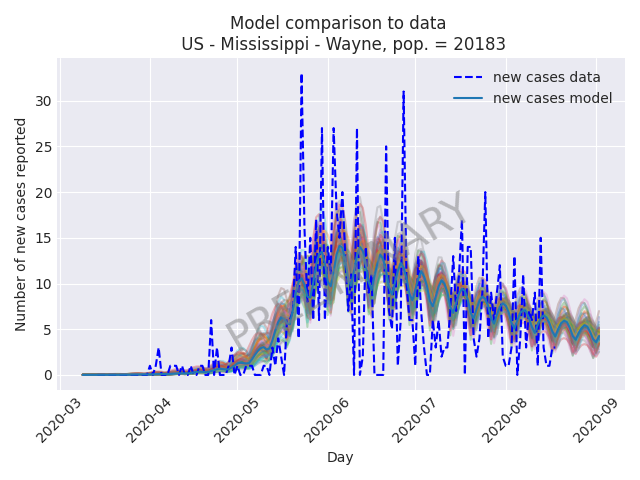 Model comparison to data
US - Mississippi - Wayne, pop. = 20183
new cases data
new cases model
Number of new cases reported
30
25
20
15
10
5
0
PRELIMINARY
2020-03
2020-04
2020-05
2020-06
2020-07
2020-08
2020-09
Day